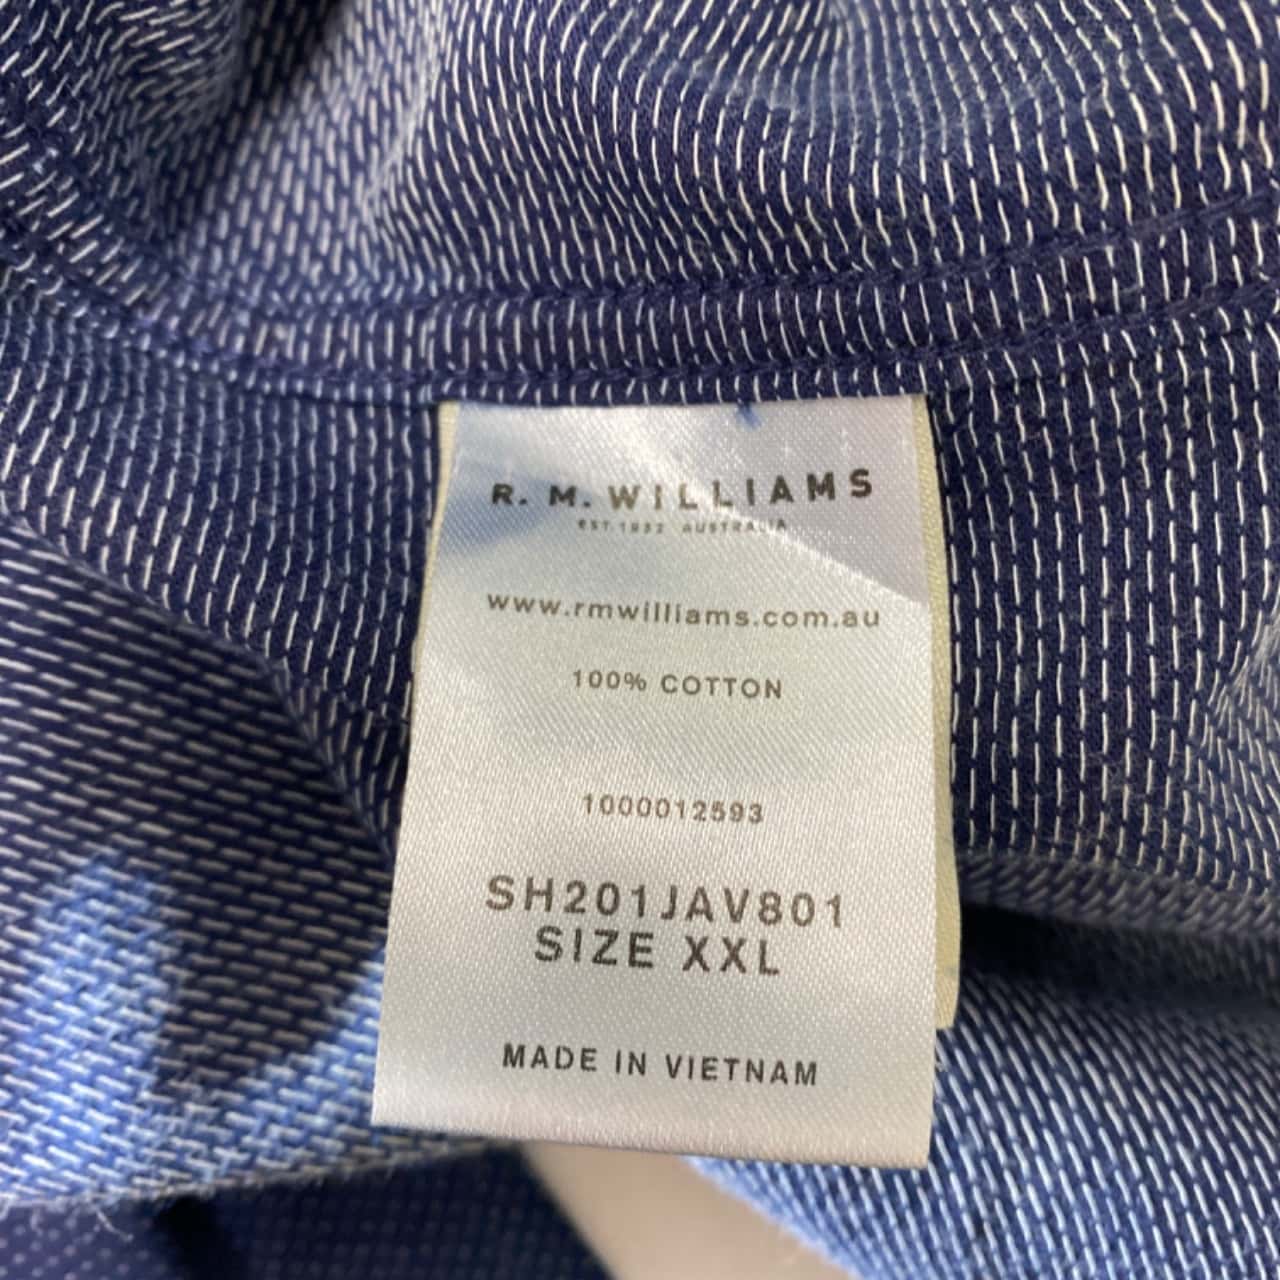 R. M. WILLIAMS
EST. 1932 AUSTRALIA
www.rmwilliams.com.au
100% COTTON
1000012593
SH201JAV801
SIZE XXL
MADE IN VIETNAM